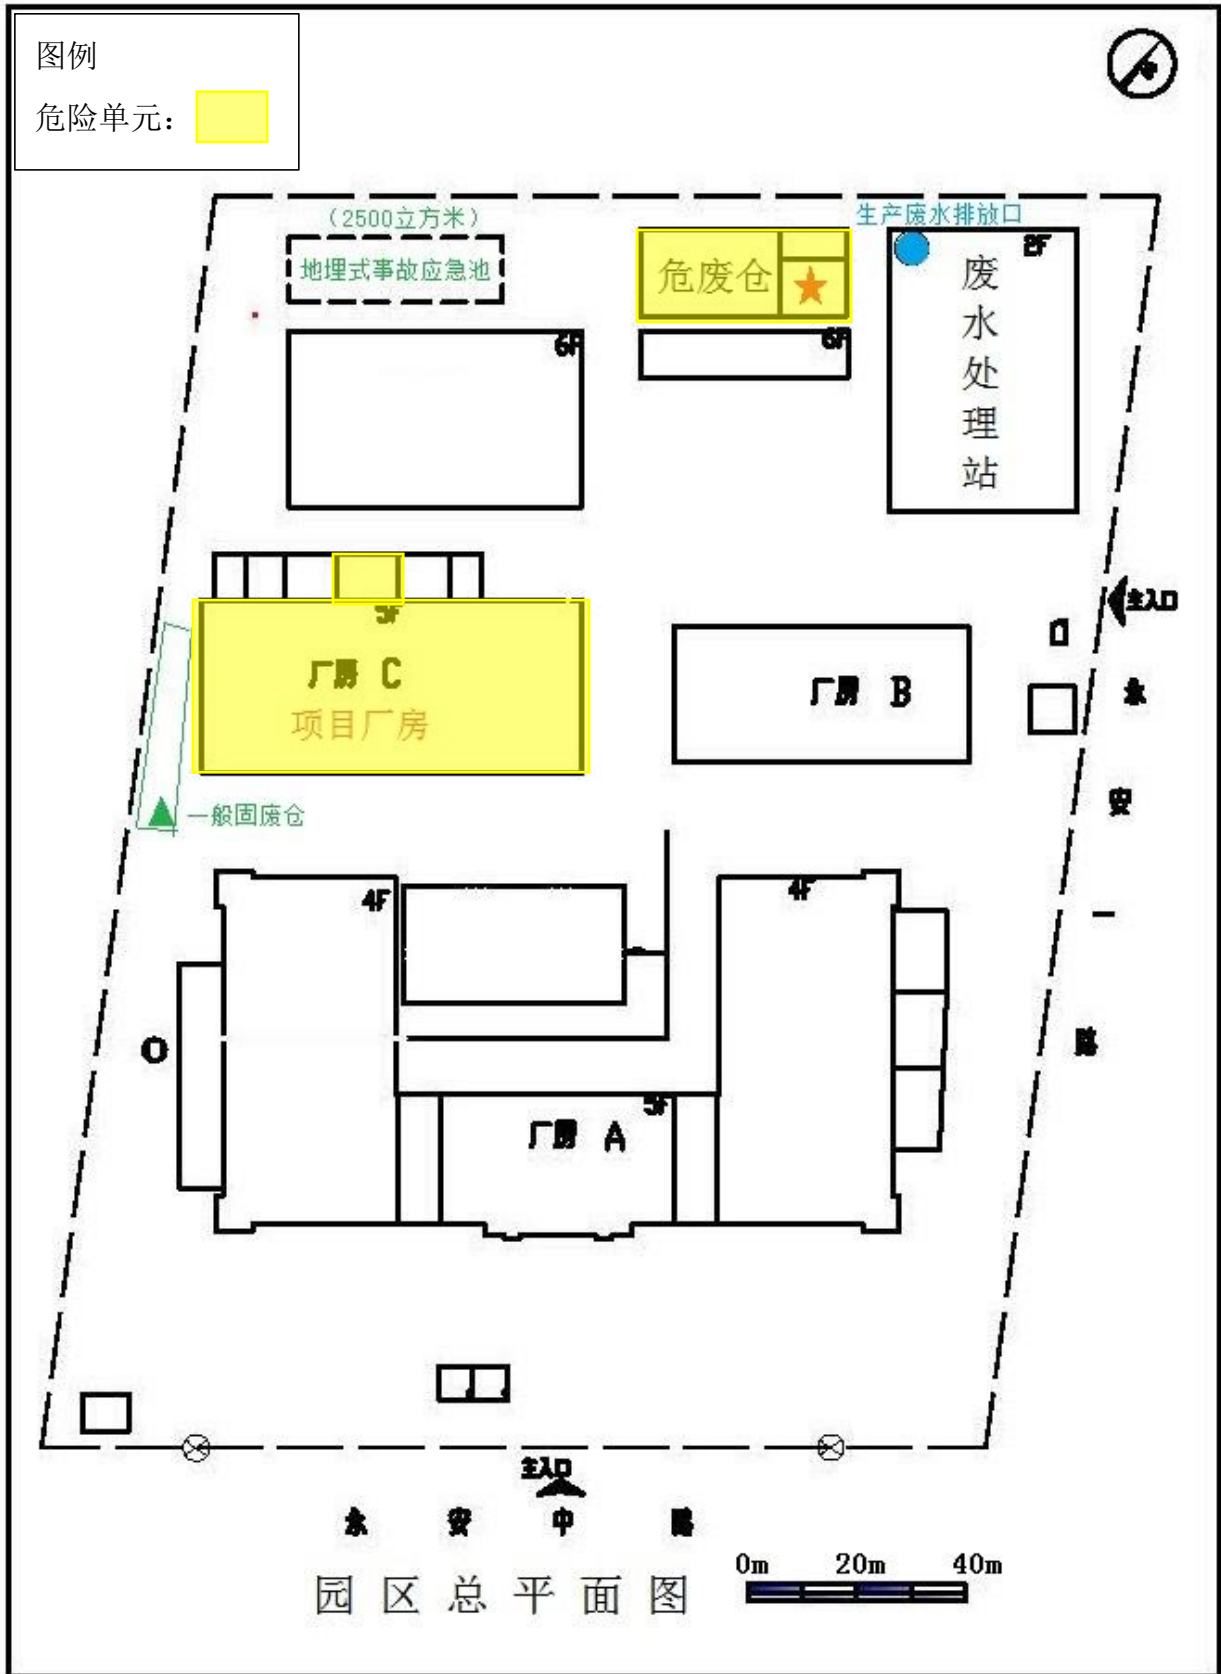 图例
危险单元：
（2500立方米）
地埋式事故应急池
生产废水排放口
危废仓
2F
废水处理站
6F
6F
5F
厂房 C
项目厂房
厂房 B
主入口
永安一路
一般固废仓
4F
4F
5F
厂房 A
主入口
永安中路
园区总平面图
0m 20m 40m